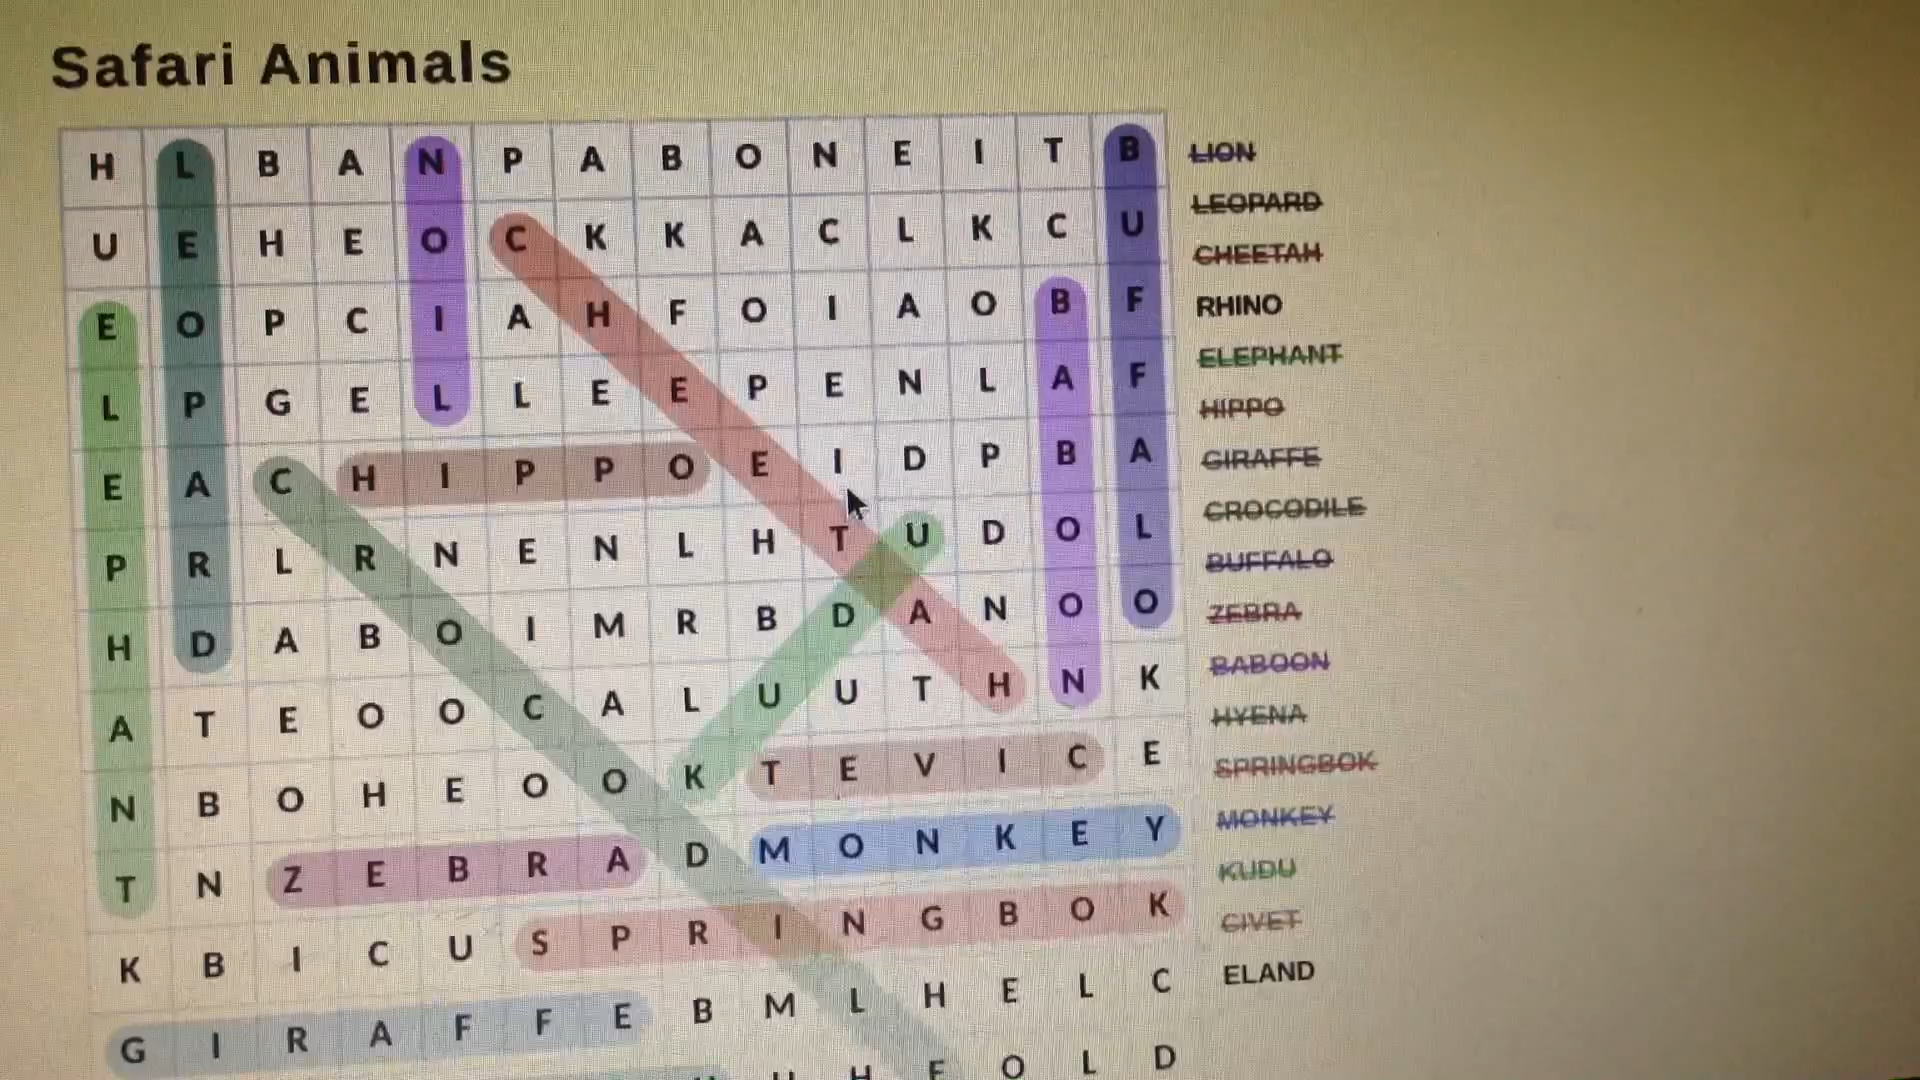 Safari Animals
H L B A N P A B O N E I T B
U E H E O C K K A C L K C U
E O P C I A H F O I A O B F
L P G E L L E E P E N L A F
E A C H I P P O E I D P B A
P R L R N E N L H T U D O L
H D A B O I M R B D A N O O
A T E O O C A L U U T H N K
N B O H E O O K T E V I C E
T N Z E B R A D M O N K E Y
K B I C U S P R I N G B O K
G I R A F F E B M L H E L C
H E O L D
LION
LEOPARD
CHEETAH
RHINO
ELEPHANT
HIPPO
GIRAFFE
CROCODILE
BUFFALO
ZEBRA
BABOON
HYENA
SPRINGBOK
MONKEY
KUDU
CIVET
ELAND